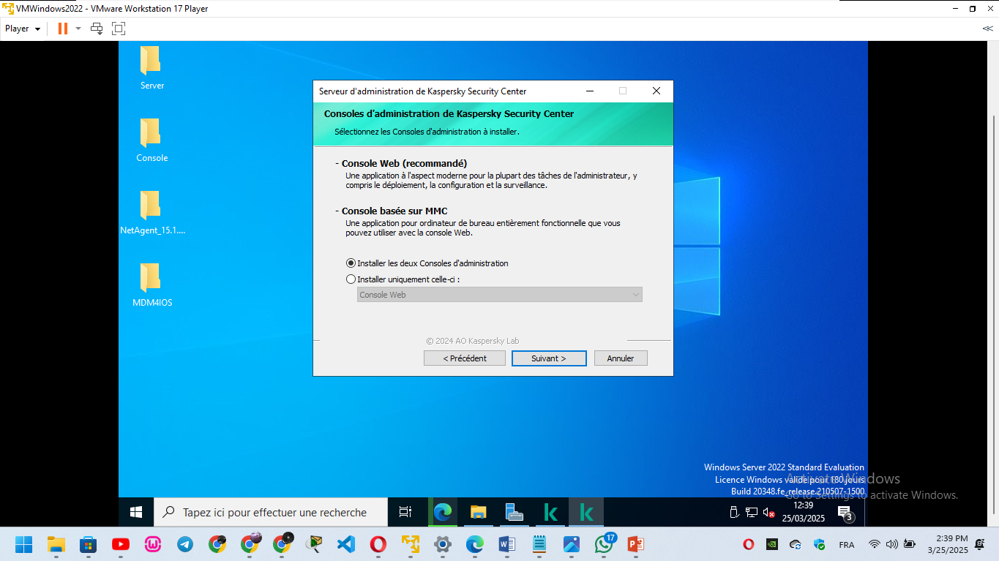 VMWindows2022 - VMware Workstation 17 Player
Player
Server
Console
NetAgent_15.1....
MDM4IOS
Serveur d'administration de Kaspersky Security Center
Consoles d'administration de Kaspersky Security Center
Sélectionnez les Consoles d'administration à installer.
- Console Web (recommandé)
Une application à l'aspect moderne pour la plupart des tâches de l'administrateur, y
compris le déploiement, la configuration et la surveillance.
- Console basée sur MMC
Une application pour ordinateur de bureau entièrement fonctionnelle que vous
pouvez utiliser avec la console Web.
Installer les deux Consoles d'administration
Installer uniquement celle-ci :
Console Web
© 2024 AO Kaspersky Lab
< Précédent
Suivant >
Annuler
Windows Server 2022 Standard Evaluation
Licence Windows valide pour 180 jours
Build 20348.fe_release.210507-1500
Activate Windows
Go to Settings to activate Windows.
Tapez ici pour effectuer une recherche
12:39
25/03/2025
3
17
FRA
2:39 PM
3/25/2025